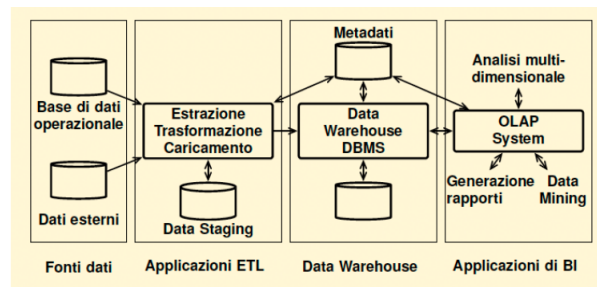 Metadati
Analisi multi-
dimensionale
Base di dati
operazionale
Estrazione
Trasformazione
Caricamento
Data
Warehouse
DBMS
OLAP
System
Dati esterni
Data Staging
Generazione
rapporti
Data
Mining
Fonti dati
Applicazioni ETL
Data Warehouse
Applicazioni di BI